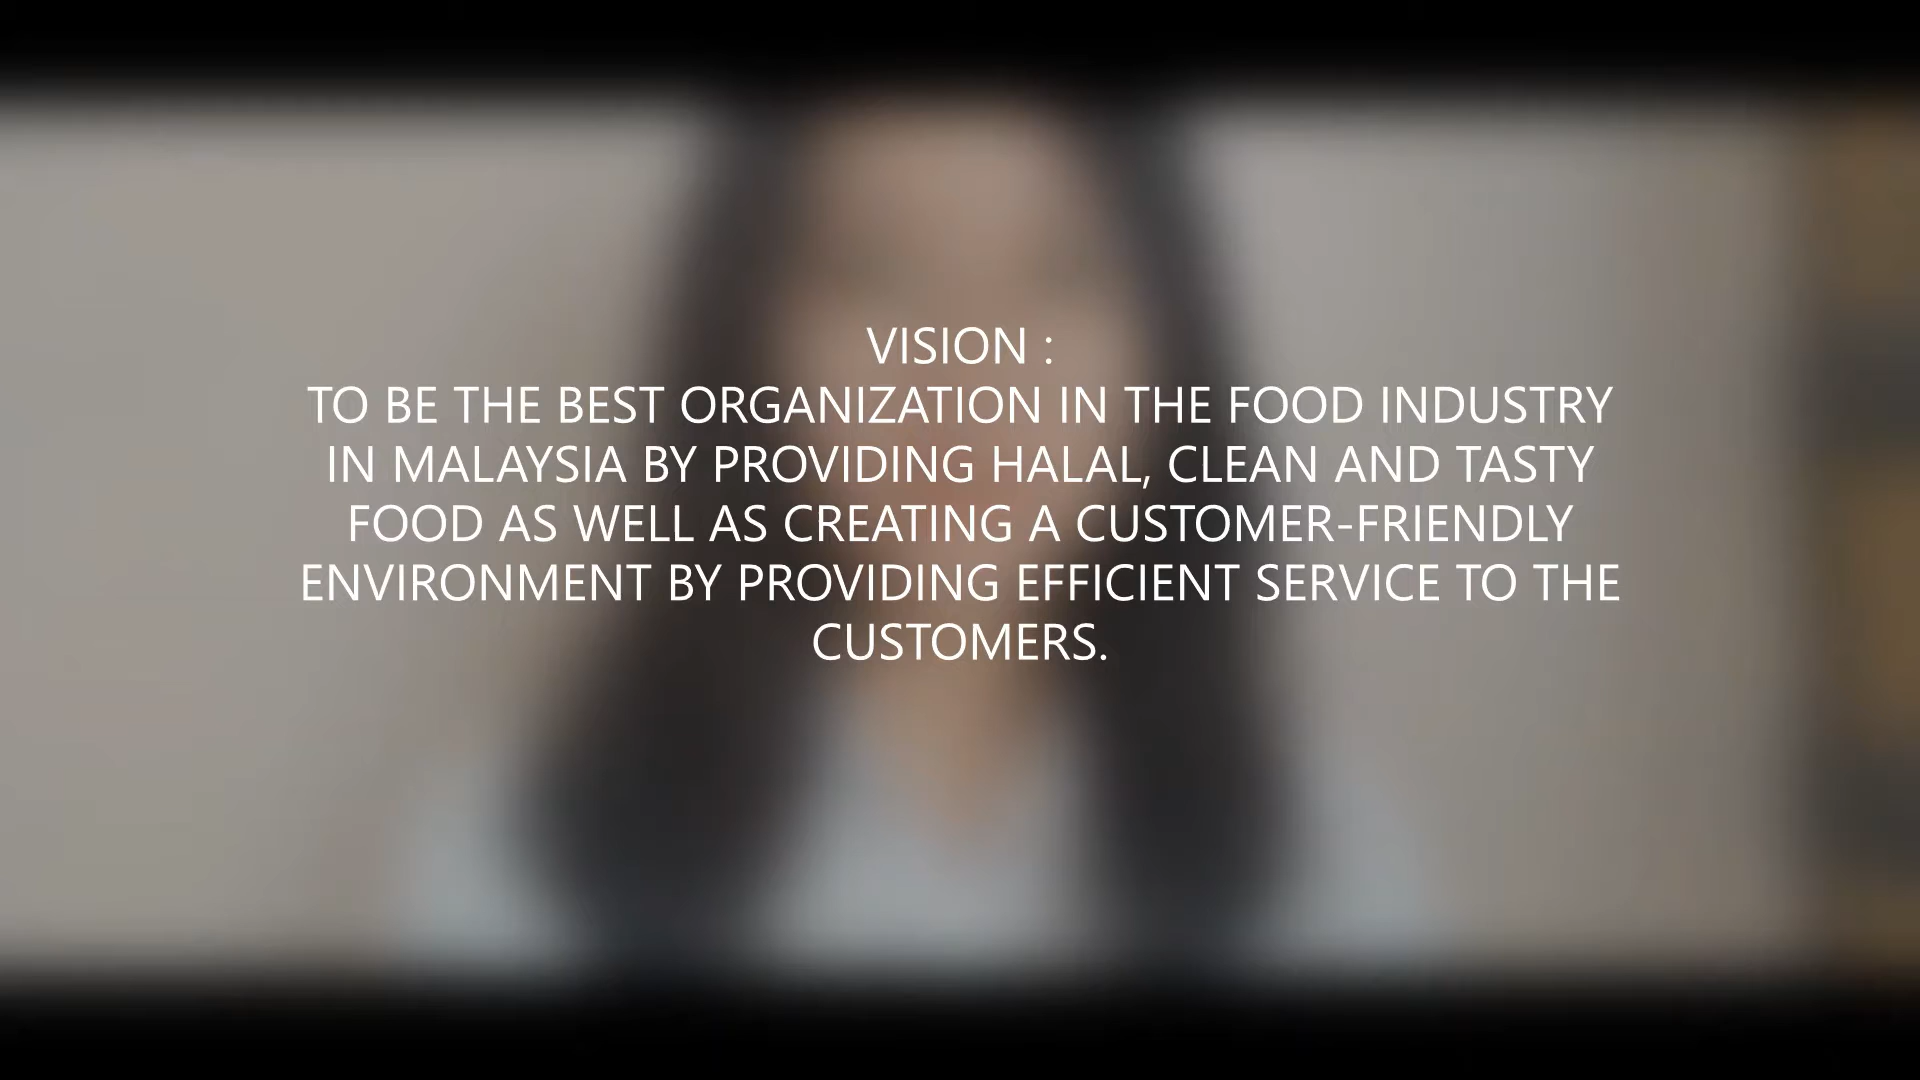 VISION :
TO BE THE BEST ORGANIZATION IN THE FOOD INDUSTRY
IN MALAYSIA BY PROVIDING HALAL, CLEAN AND TASTY
FOOD AS WELL AS CREATING A CUSTOMER-FRIENDLY
ENVIRONMENT BY PROVIDING EFFICIENT SERVICE TO THE
CUSTOMERS.